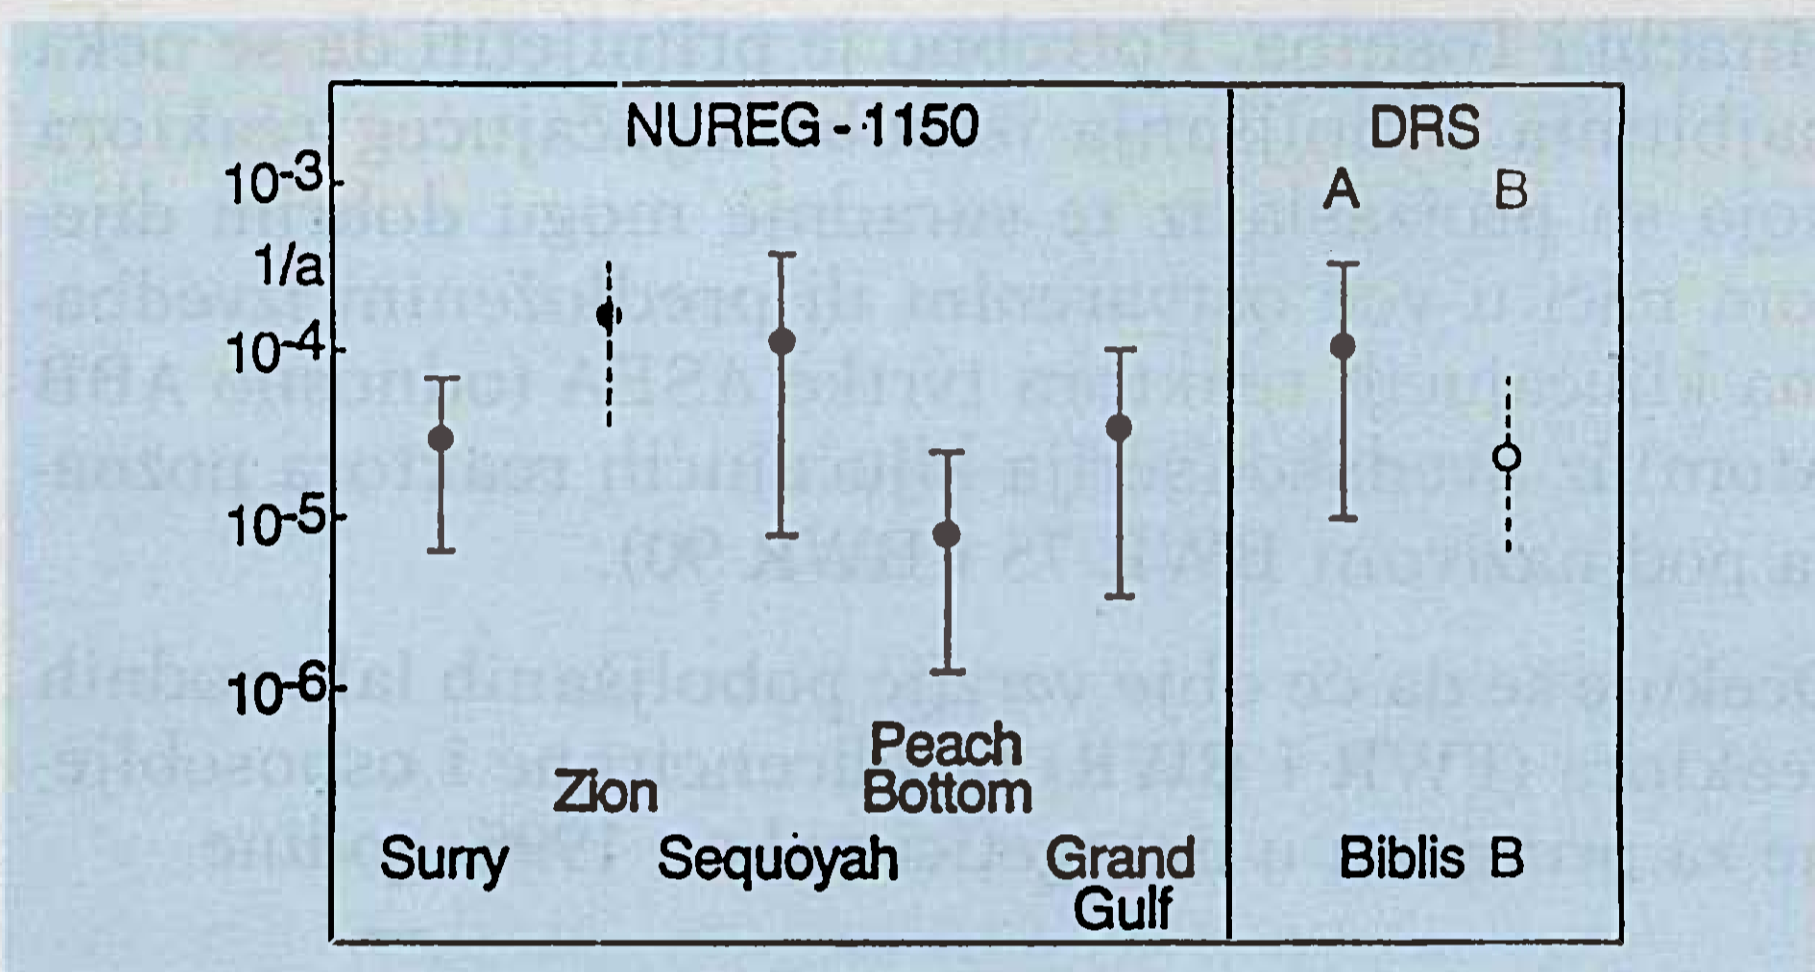 NUREG - 1150
DRS
A B
10-3
1/a
10-4
10-5
10-6
Peach
Bottom
Zion
Surry
Sequoyah
Grand
Gulf
Biblis B